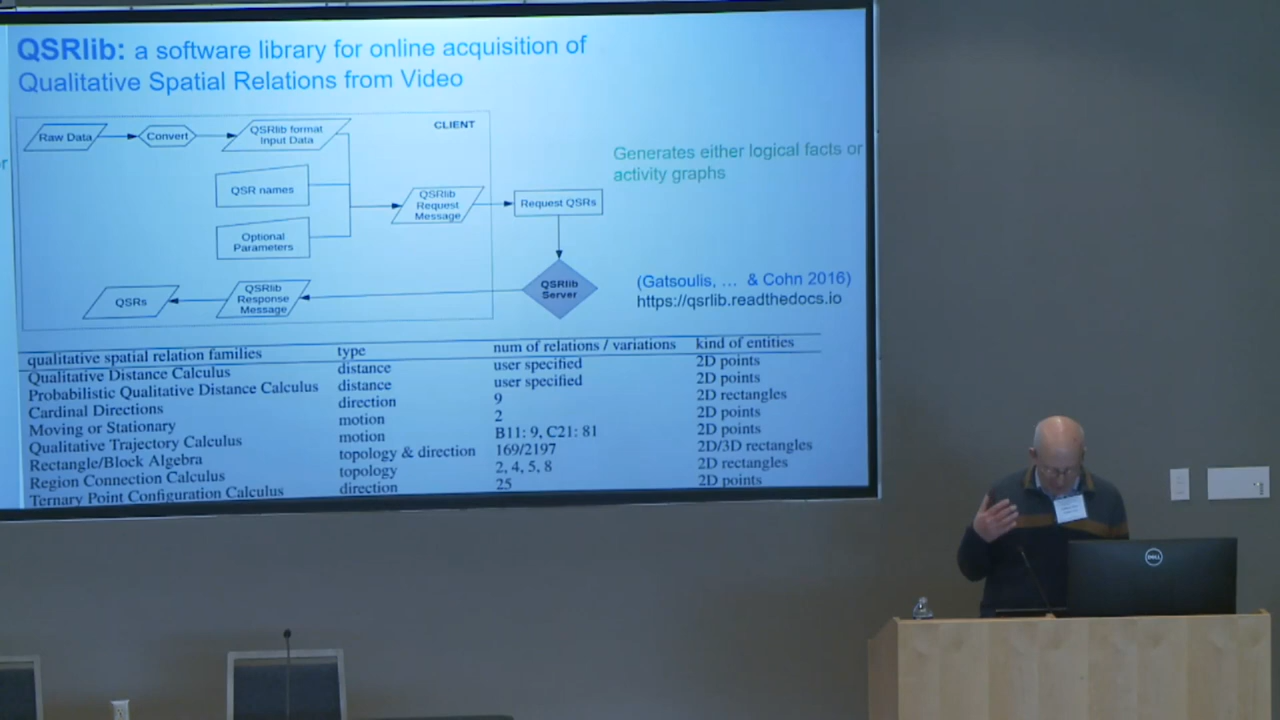 QSRlib: a software library for online acquisition of
Qualitative Spatial Relations from Video
Raw Data
Convert
QSRlib format
Input Data
CLIENT
QSR names
Optional
Parameters
QSRlib
Request
Message
Request QSRs
Generates either logical facts or
activity graphs
QSRs
QSRlib
Response
Message
QSRlib
Server
(Gatsoulis, … & Cohn 2016)
https://qsrlib.readthedocs.io
qualitative spatial relation families type num of relations / variations kind of entities
Qualitative Distance Calculus distance user specified 2D points
Probabilistic Qualitative Distance Calculus distance user specified 2D points
Cardinal Directions direction 9 2D rectangles
Moving or Stationary motion 2 2D points
Qualitative Trajectory Calculus motion B11: 9, C21: 81 2D points
Rectangle/Block Algebra topology & direction 169/2197 2D/3D rectangles
Region Connection Calculus topology 2, 4, 5, 8 2D rectangles
Ternary Point Configuration Calculus direction 25 2D points
DELL